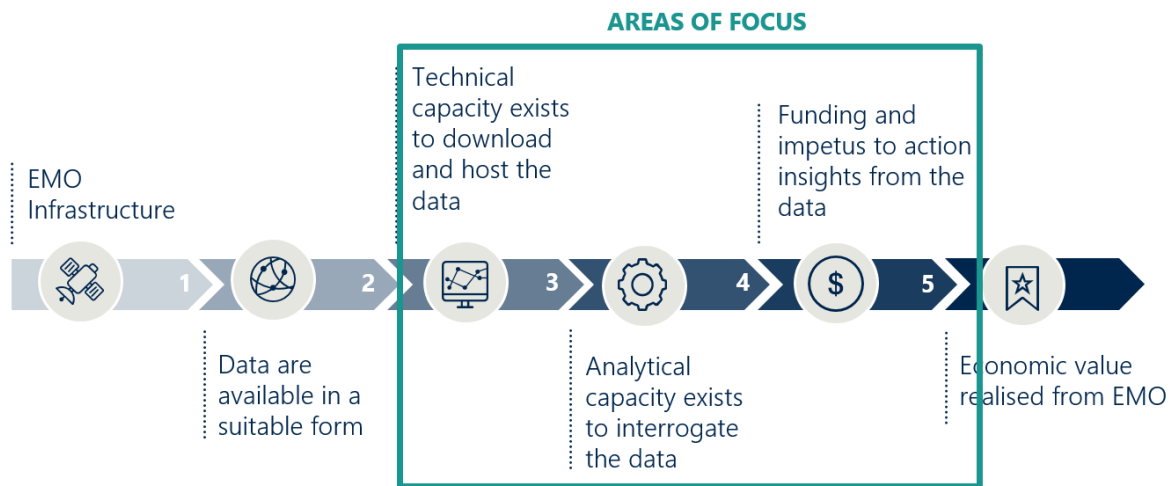 AREAS OF FOCUS
EMO
Infrastructure
1
Data are
available in a
suitable form
2
Technical
capacity exists
to download
and host the
data
3
Analytical
capacity exists
to interrogate
the data
4
Funding and
impetus to action
insights from the
data
$
5
Economic value
realised from EMO